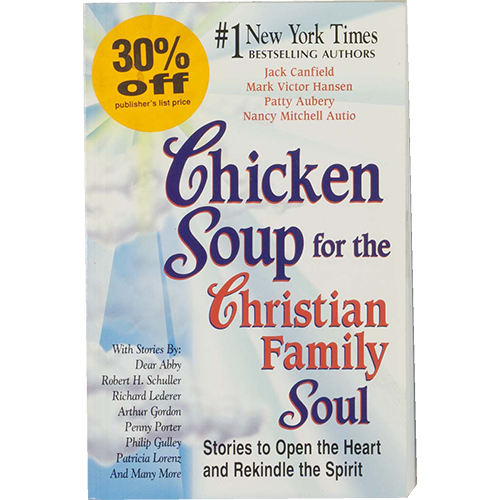 30%
off
publisher's list price
#1 New York Times
BESTSELLING AUTHORS
Jack Canfield
Mark Victor Hansen
Patty Aubery
Nancy Mitchell Autio
Chicken
Soup for the
Christian
Family
Soul
With Stories By:
Dear Abby
Robert H. Schuller
Richard Lederer
Arthur Gordon
Penny Porter
Philip Gulley
Patricia Lorenz
And Many More
Stories to Open the Heart
and Rekindle the Spirit